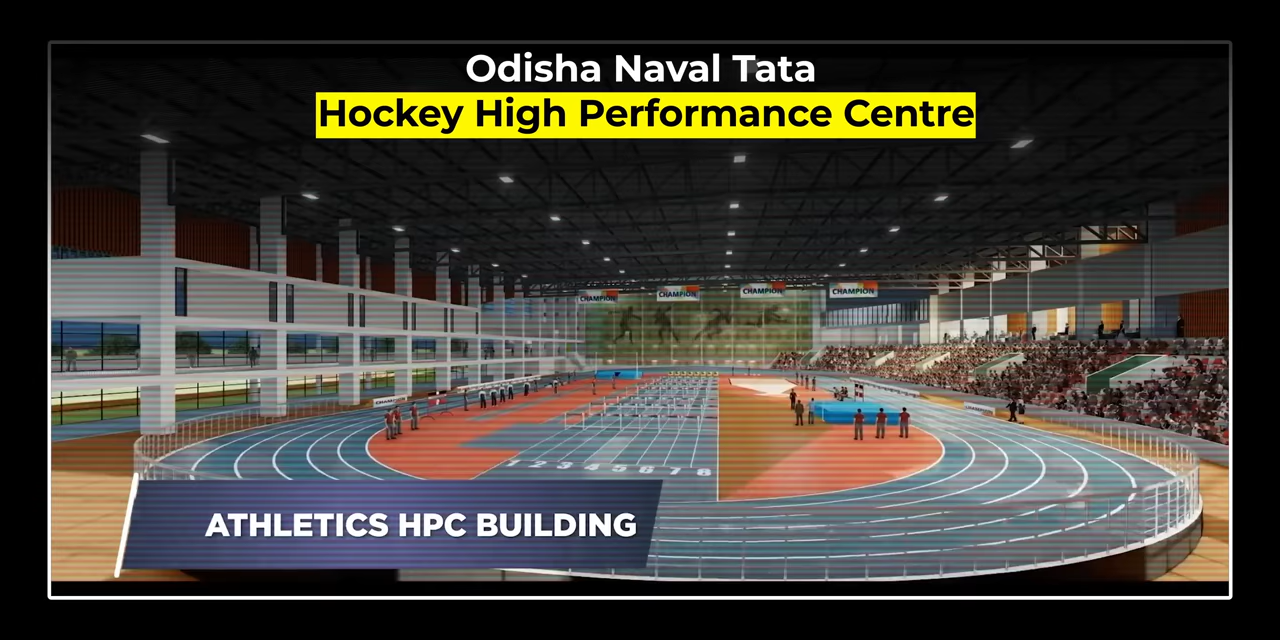 Odisha Naval Tata
Hockey High Performance Centre
CHAMPION
CHAMPION
CHAMPION
CHAMPION
CHAMPION
1 2 3 4 5 6 7 8
ATHLETICS HPC BUILDING